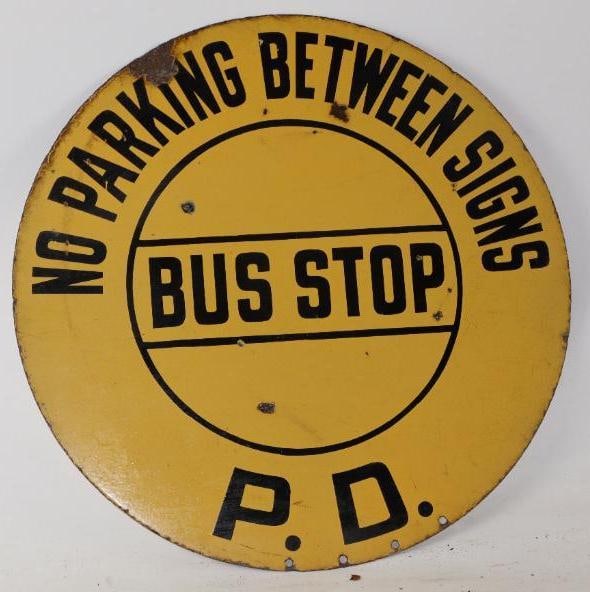 NO PARKING BETWEEN SIGNS
BUS STOP
P.D.